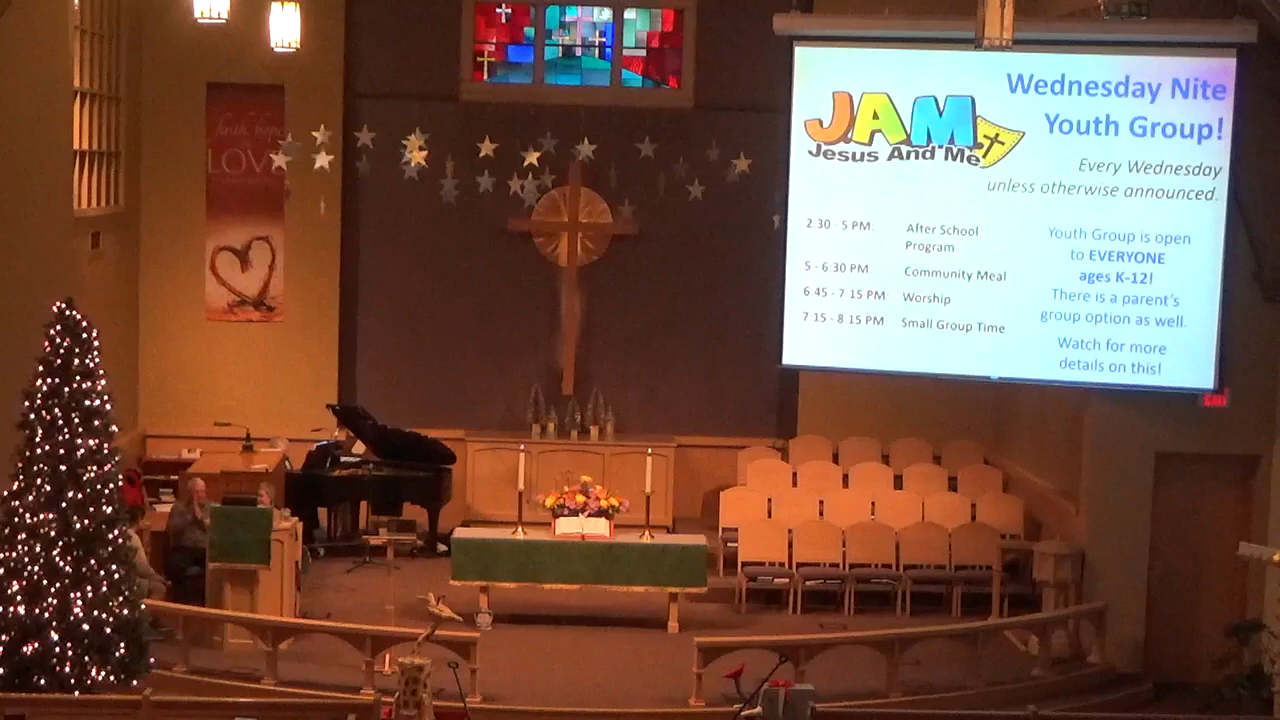 faith hope
LOVE
J.A.M.
Jesus And Me
Wednesday Nite
Youth Group!
Every Wednesday
unless otherwise announced.
2:30 - 5 PM: After School
Program
5 - 6:30 PM Community Meal
6:45 - 7:15 PM: Worship
7:15 - 8:15 PM Small Group Time
Youth Group is open
to EVERYONE
ages K-12!
There is a parent's
group option as well.
Watch for more
details on this!
EXIT